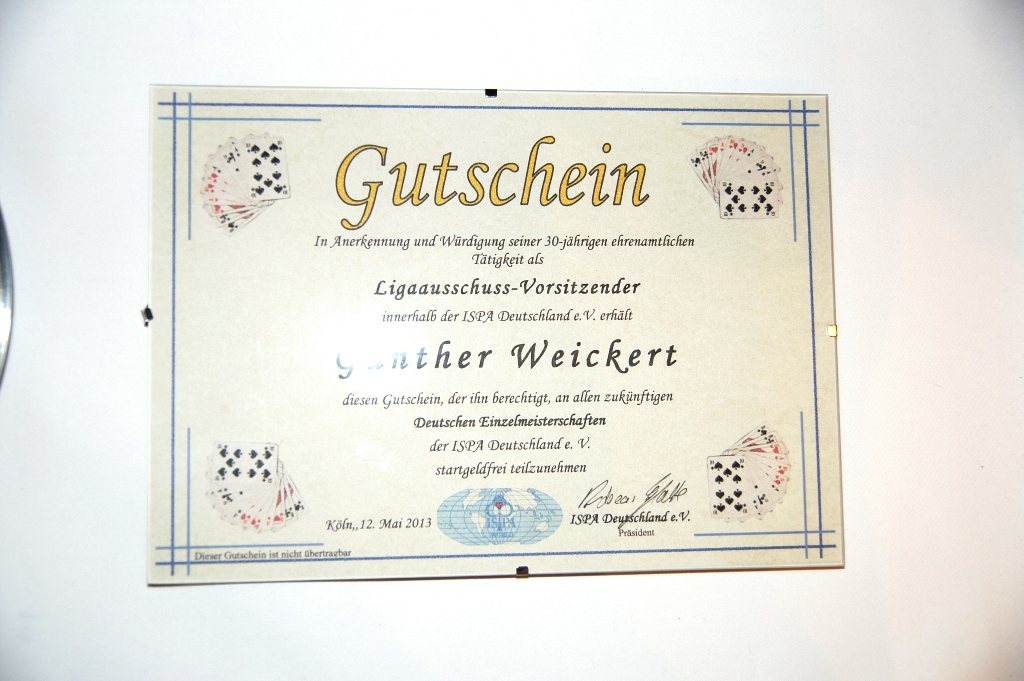 Gutschein
In Anerkennung und Würdigung seiner 30-jährigen ehrenamtlichen
Tätigkeit als
Ligaausschuss-Vorsitzender
innerhalb der ISPA Deutschland e.V. erhält
Günther Weickert
diesen Gutschein, der ihn berechtigt, an allen zukünftigen
Deutschen Einzelmeisterschaften
der ISPA Deutschland e. V.
startgeldfrei teilzunehmen
Köln,,12. Mai 2013
ISPA
WORLD
ISPA Deutschland e.V.
Präsident
Dieser Gutschein ist nicht übertragbar